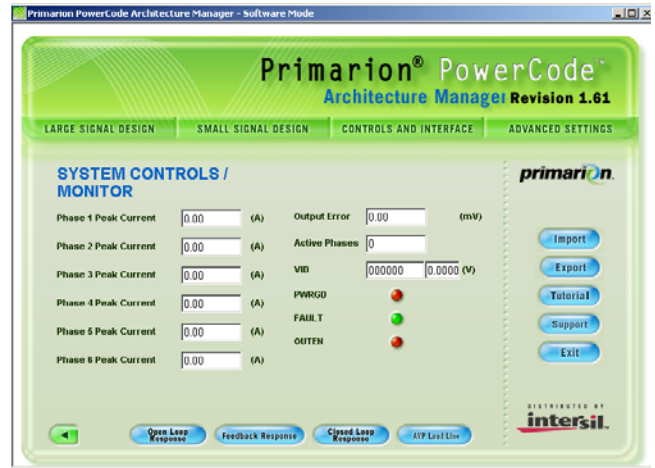 Primarion PowerCode Architecture Manager - Software Mode
Primarion® PowerCode™
Architecture Manager Revision 1.61
LARGE SIGNAL DESIGN SMALL SIGNAL DESIGN CONTROLS AND INTERFACE ADVANCED SETTINGS
SYSTEM CONTROLS /
MONITOR
primarion.
Phase 1 Peak Current 0.00 (A) Output Error 0.00 (mV)
Phase 2 Peak Current 0.00 (A) Active Phases 0
Import
Phase 3 Peak Current 0.00 (A) VID 000000 0.0000 (V)
Export
Phase 4 Peak Current 0.00 (A) PWRGD
Tutorial
Phase 5 Peak Current 0.00 (A) FAULT
Support
OUTEN
Phase 6 Peak Current 0.00 (A)
Exit
DISTRIBUTED BY
intersil.
Open Loop Response Feedback Response Closed Loop Response AVP Load Line